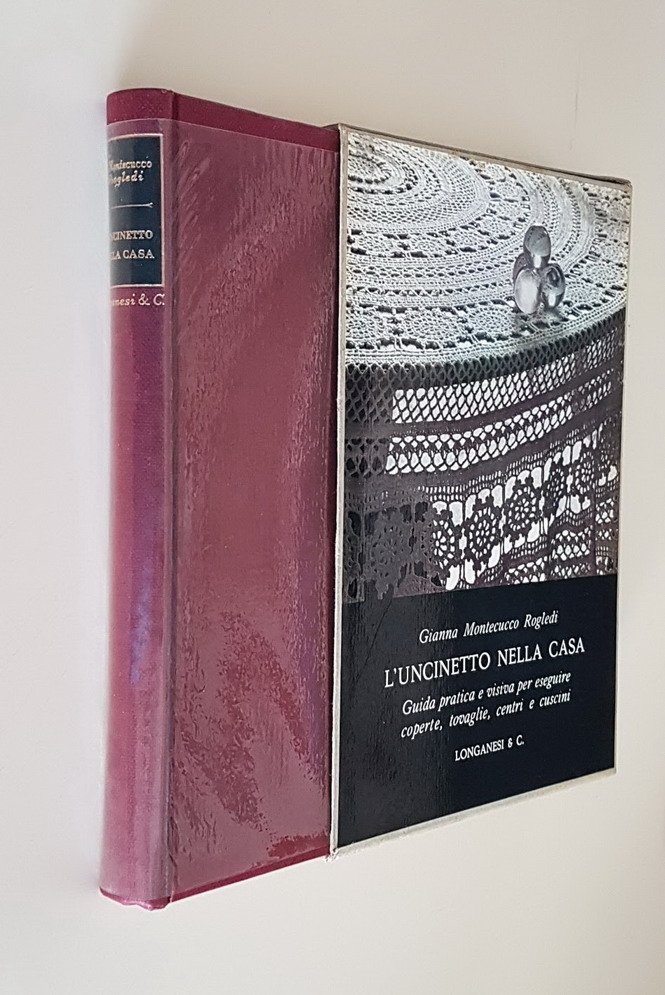 Montecucco
Rogledi
UNCINETTO
NELLA CASA
Longanesi & C.
Gianna Montecucco Rogledi
L'UNCINETTO NELLA CASA
Guida pratica e visiva per eseguire
coperte, tovaglie, centri e cuscini
LONGANESI & C.